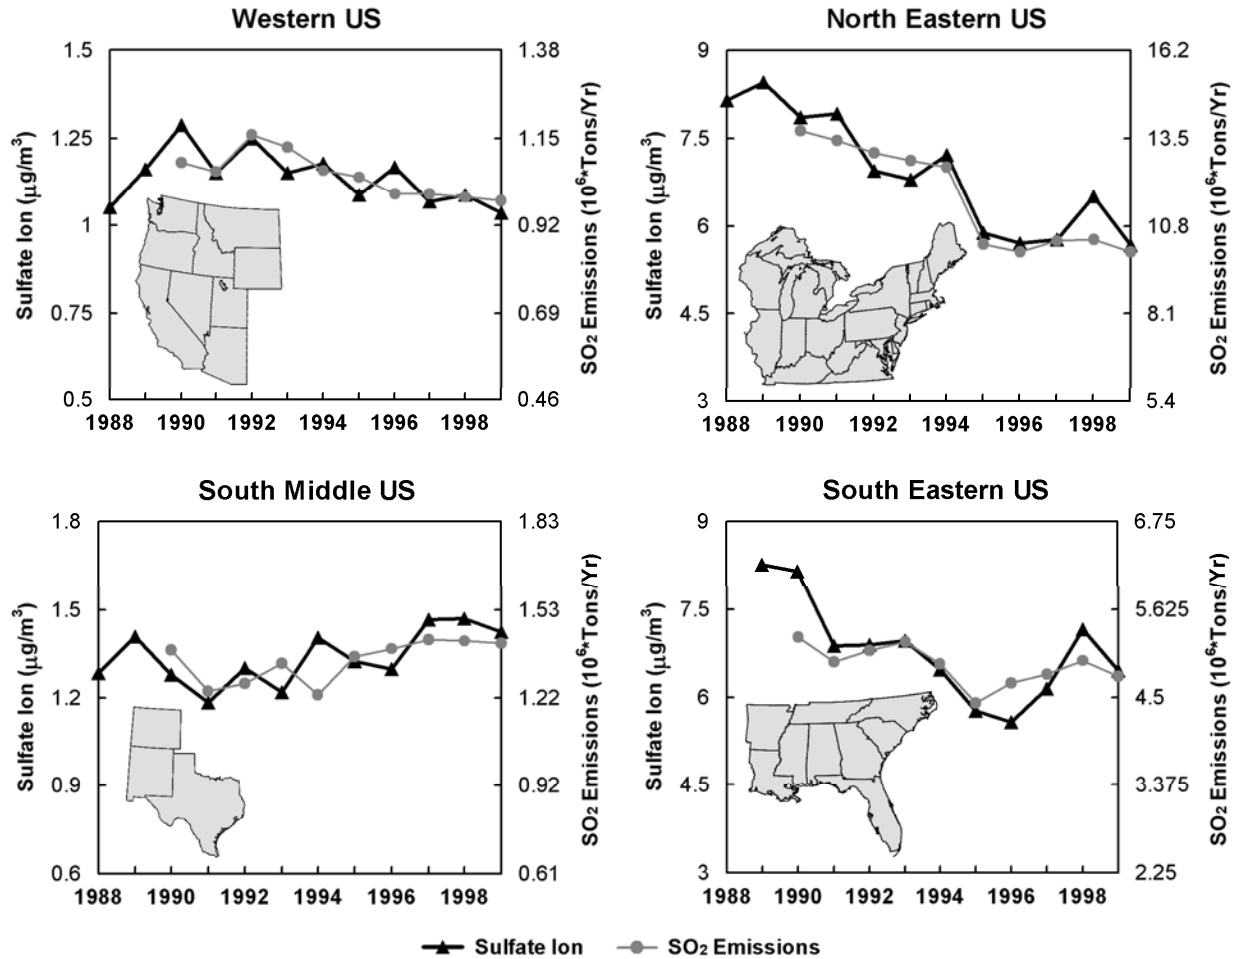 Western US
1.5
1.25
1
0.75
0.5
Sulfate Ion (μg/m³)
1.38
1.15
0.92
0.69
0.46
SO₂ Emissions (10⁶*Tons/Yr)
1988 1990 1992 1994 1996 1998
North Eastern US
9
7.5
6
4.5
3
Sulfate Ion (μg/m³)
16.2
13.5
10.8
8.1
5.4
SO₂ Emissions (10⁶*Tons/Yr)
1988 1990 1992 1994 1996 1998
South Middle US
1.8
1.5
1.2
0.9
0.6
Sulfate Ion (μg/m³)
1.83
1.53
1.22
0.92
0.61
SO₂ Emissions (10⁶*Tons/Yr)
1988 1990 1992 1994 1996 1998
South Eastern US
9
7.5
6
4.5
3
Sulfate Ion (μg/m³)
6.75
5.625
4.5
3.375
2.25
SO₂ Emissions (10⁶*Tons/Yr)
1988 1990 1992 1994 1996 1998
Sulfate Ion SO₂ Emissions